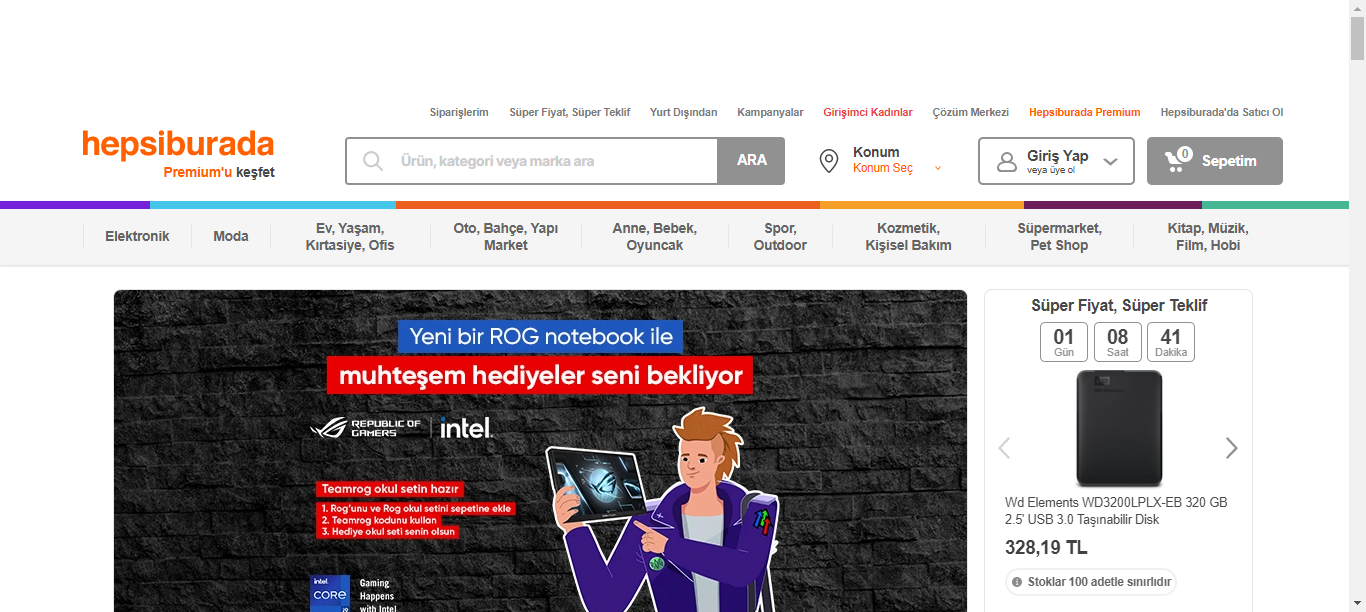 Siparişlerim Süper Fiyat, Süper Teklif Yurt Dışından Kampanyalar Girişimci Kadınlar Çözüm Merkezi Hepsiburada Premium Hepsiburada'da Satıcı Ol
hepsiburada
Premium'u keşfet
Ürün, kategori veya marka ara
ARA
Konum
Konum Seç
Giriş Yap
veya üye ol
0
Sepetim
Elektronik
Moda
Ev, Yaşam,
Kırtasiye, Ofis
Oto, Bahçe, Yapı
Market
Anne, Bebek,
Oyuncak
Spor,
Outdoor
Kozmetik,
Kişisel Bakım
Süpermarket,
Pet Shop
Kitap, Müzik,
Film, Hobi
Yeni bir ROG notebook ile
muhteşem hediyeler seni bekliyor
REPUBLIC OF
GAMERS
intel.
Teamrog okul setin hazır
1. Rog'unu ve Rog okul setini sepetine ekle
2. Teamrog kodunu kullan
3. Hediye okul seti senin olsun
intel
CORE
i9
Gaming
Happens
with Intel
Süper Fiyat, Süper Teklif
01 08 41
Gün Saat Dakika
Wd Elements WD3200LPLX-EB 320 GB
2.5' USB 3.0 Taşınabilir Disk
328,19 TL
Stoklar 100 adetle sınırlıdır